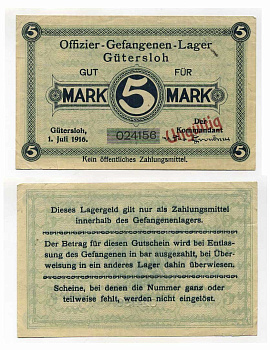 5 5
Offizier-Gefangenen-Lager
Gütersloh
GUT FÜR
MARK 5 MARK
Gütersloh,
1. Juli 1916.
024156
Der
Kommandant
Ungültig
Kein öffentliches Zahlungsmittel.
5 5
Dieses Lagergeld gilt nur als Zahlungsmittel
innerhalb des Gefangenenlagers.
Der Betrag für diesen Gutschein wird bei Entlas-
sung des Gefangenen in bar ausgezahlt, bei Über-
weisung in ein anderes Lager dahin überwiesen.
Scheine, bei denen die Nummer ganz oder
teilweise fehlt, werden nicht eingelöst.